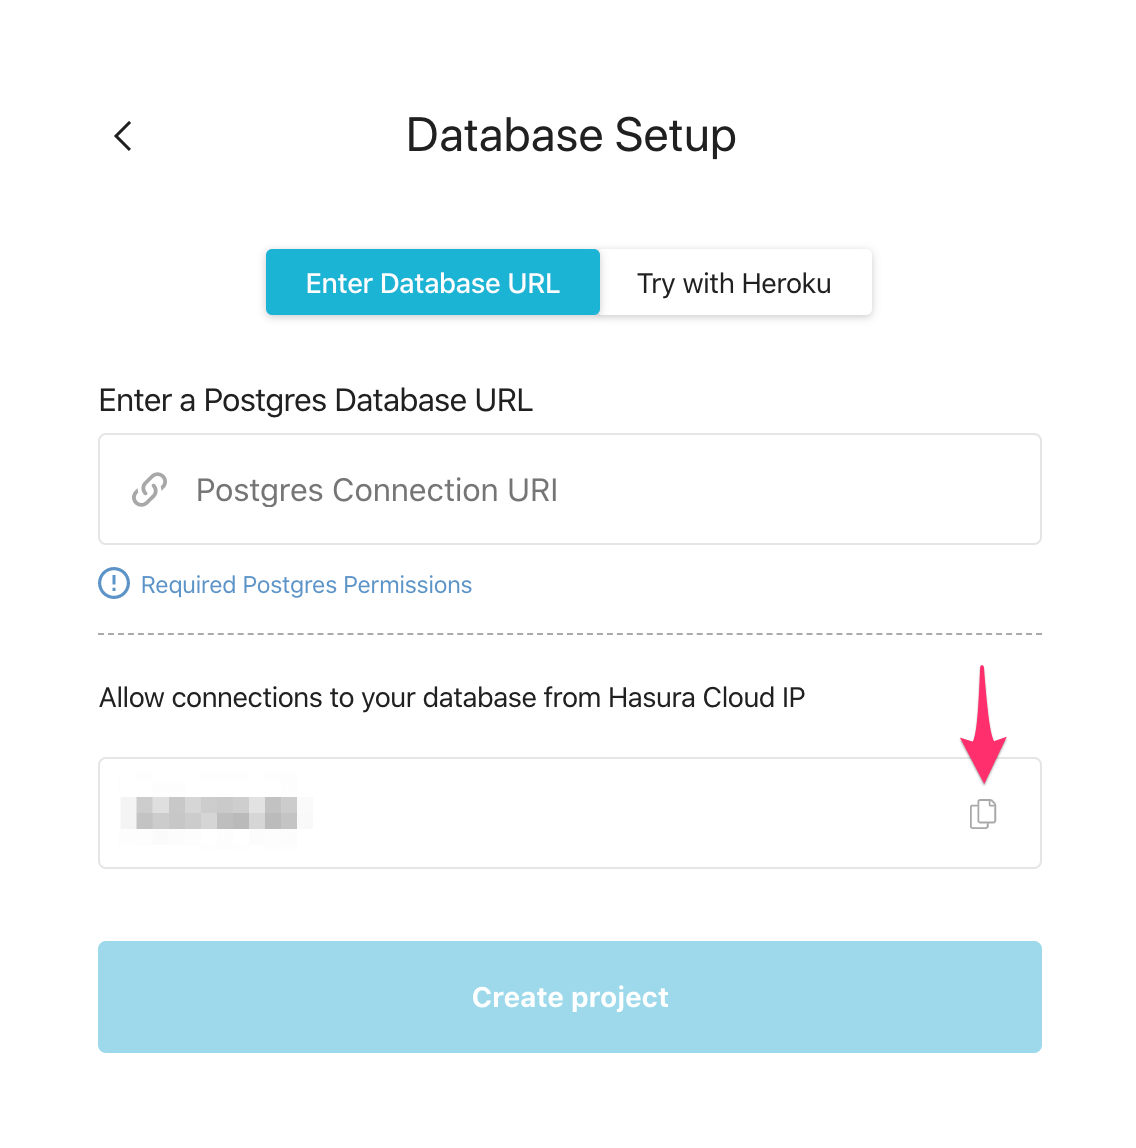 Database Setup
Enter Database URL
Try with Heroku
Enter a Postgres Database URL
Postgres Connection URI
Required Postgres Permissions
Allow connections to your database from Hasura Cloud IP
Create project